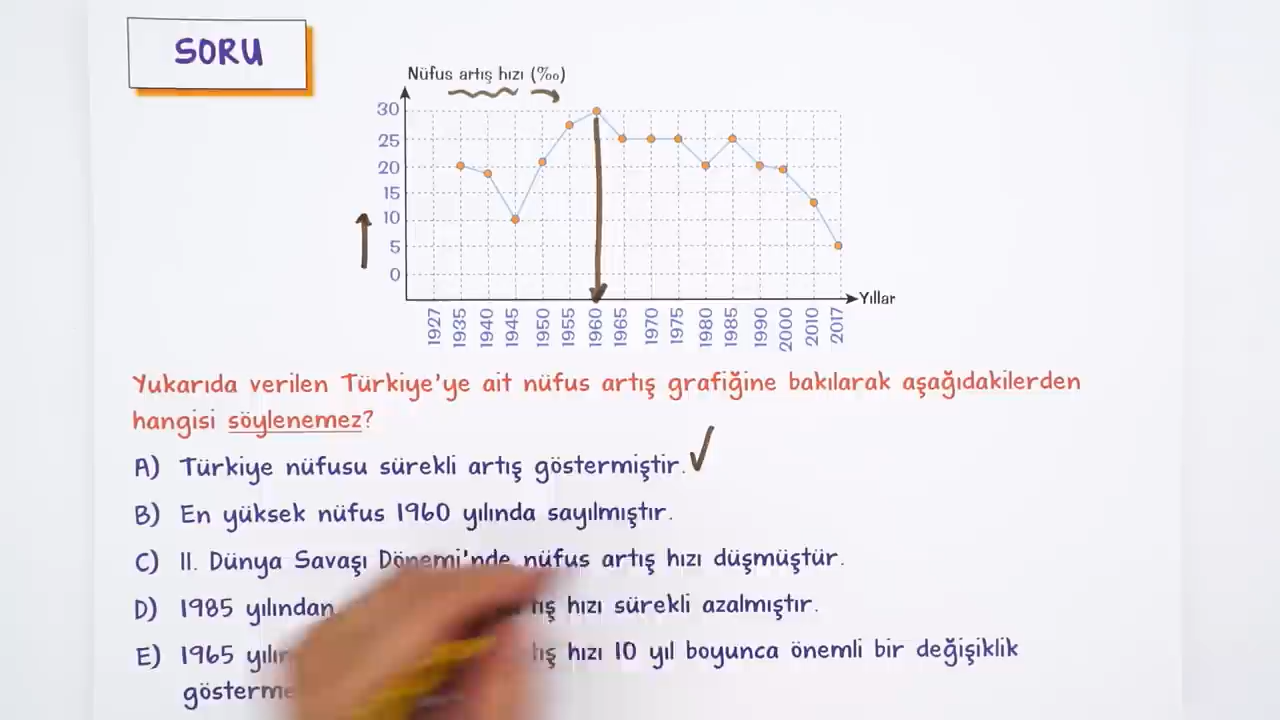 SORU
Nüfus artış hızı (‰)
30
25
20
15
10
5
0
Yıllar
1927
1935
1940
1945
1950
1955
1960
1965
1970
1975
1980
1985
1990
2000
2010
2017
Yukarıda verilen Türkiye'ye ait nüfus artış grafiğine bakılarak aşağıdakilerden
hangisi söylenemez?
A) Türkiye nüfusu sürekli artış göstermiştir.
B) En yüksek nüfus 1960 yılında sayılmıştır.
C) II. Dünya Savaşı Dönemi'nde nüfus artış hızı düşmüştür.
D) 1985 yılından hızı sürekli azalmıştır.
E) 1965 hızı 10 yıl boyunca önemli bir değişiklik